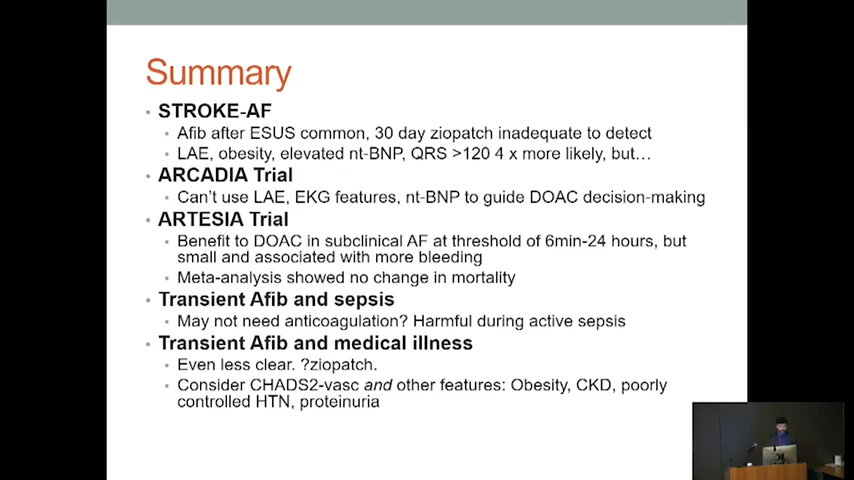 Summary
STROKE-AF
Afib after ESUS common, 30 day ziopatch inadequate to detect
LAE, obesity, elevated nt-BNP, QRS >120 4 x more likely, but…
ARCADIA Trial
Can't use LAE, EKG features, nt-BNP to guide DOAC decision-making
ARTESIA Trial
Benefit to DOAC in subclinical AF at threshold of 6min-24 hours, but
small and associated with more bleeding
Meta-analysis showed no change in mortality
Transient Afib and sepsis
May not need anticoagulation? Harmful during active sepsis
Transient Afib and medical illness
Even less clear. ?ziopatch.
Consider CHADS2-vasc and other features: Obesity, CKD, poorly
controlled HTN, proteinuria